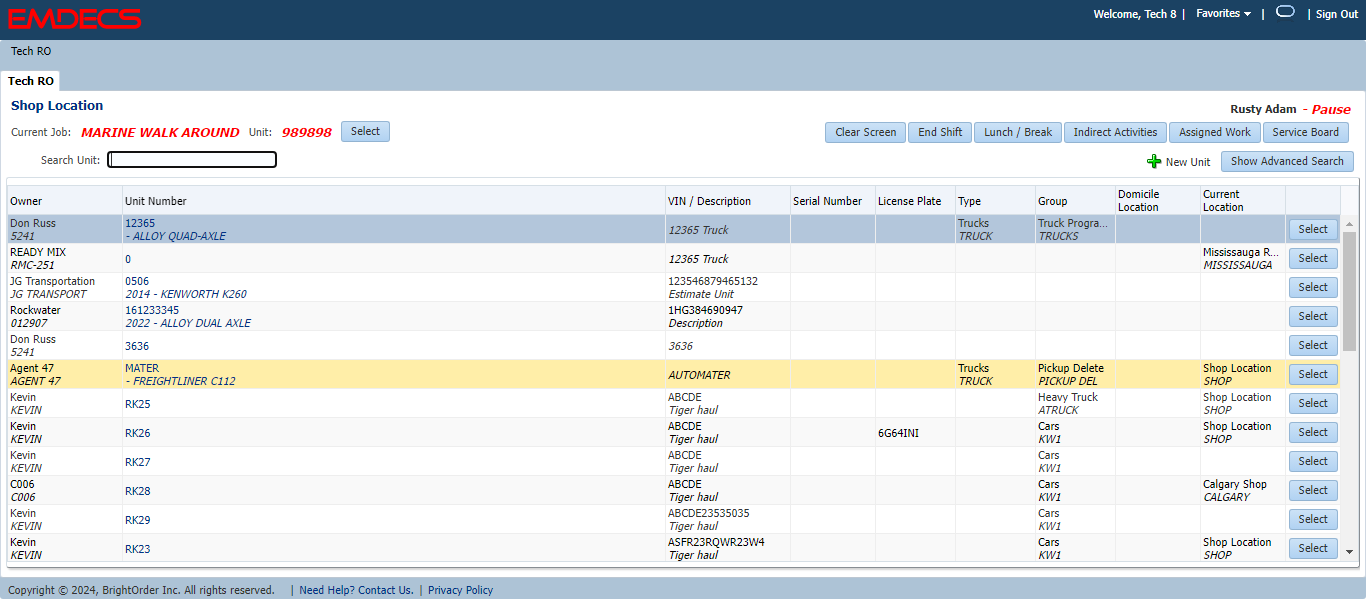 EMDECS
Welcome, Tech 8 | Favorites | | Sign Out
Tech RO
Tech RO
Shop Location
Rusty Adam - Pause
Current Job: MARINE WALK AROUND Unit: 989898 Select
Clear Screen End Shift Lunch / Break Indirect Activities Assigned Work Service Board
Search Unit:
New Unit Show Advanced Search
Owner Unit Number VIN / Description Serial Number License Plate Type Group Domicile Location Current Location
Don Russ 12365 Trucks Truck Progra...
5241 - ALLOY QUAD-AXLE 12365 Truck TRUCK TRUCKS Select
READY MIX Mississauga R...
RMC-251 0 12365 Truck MISSISSAUGA Select
JG Transportation 0506 123546879465132
JG TRANSPORT 2014 - KENWORTH K260 Estimate Unit Select
Rockwater 161233345 1HG384690947
012907 2022 - ALLOY DUAL AXLE Description Select
Don Russ
5241 3636 3636 Select
Agent 47 MATER Trucks Pickup Delete Shop Location
AGENT 47 - FREIGHTLINER C112 AUTOMATER TRUCK PICKUP DEL SHOP Select
Kevin ABCDE Heavy Truck Shop Location
KEVIN RK25 Tiger haul ATRUCK SHOP Select
Kevin ABCDE Cars Shop Location
KEVIN RK26 Tiger haul 6G64INI KW1 SHOP Select
Kevin ABCDE Cars
KEVIN RK27 Tiger haul KW1 Select
C006 ABCDE Cars Calgary Shop
C006 RK28 Tiger haul KW1 CALGARY Select
Kevin ABCDE23535035 Cars
KEVIN RK29 Tiger haul KW1 Select
Kevin ASFR23RQWR23W4 Cars Shop Location
KEVIN RK23 Tiger haul KW1 SHOP Select
Copyright © 2024, BrightOrder Inc. All rights reserved. | Need Help? Contact Us. | Privacy Policy